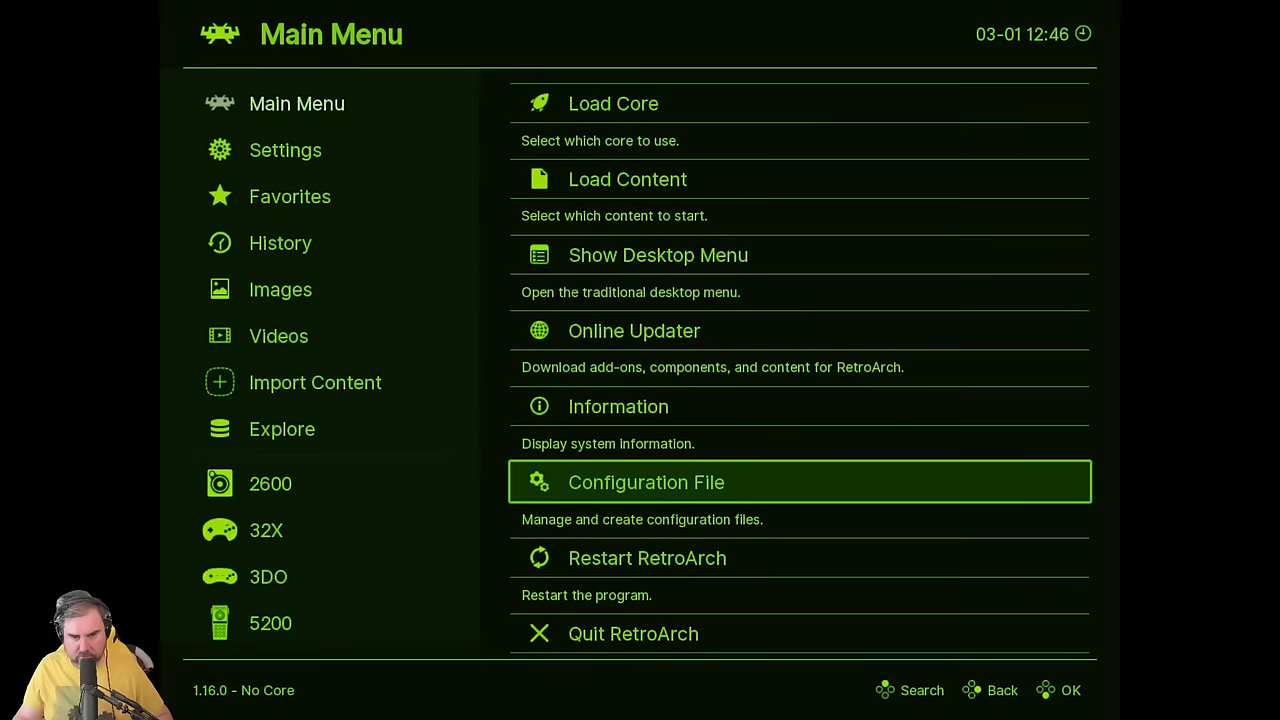 Main Menu
03-01 12:46
Main Menu
Settings
Favorites
History
Images
Videos
Import Content
Explore
2600
32X
3DO
5200
Load Core
Select which core to use.
Load Content
Select which content to start.
Show Desktop Menu
Open the traditional desktop menu.
Online Updater
Download add-ons, components, and content for RetroArch.
Information
Display system information.
Configuration File
Manage and create configuration files.
Restart RetroArch
Restart the program.
Quit RetroArch
1.16.0 - No Core
Search Back OK